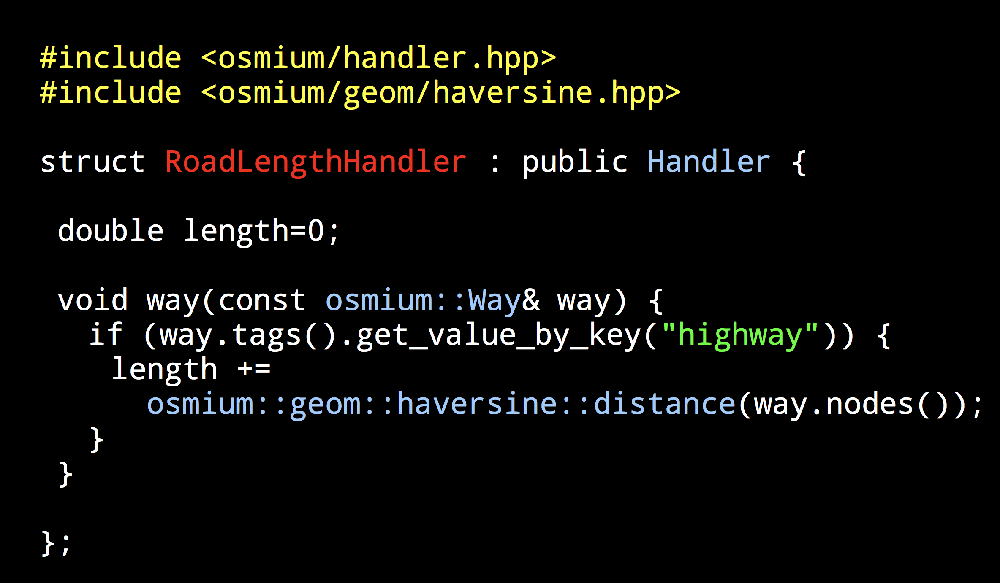 #include <osmium/handler.hpp>
#include <osmium/geom/haversine.hpp>
struct RoadLengthHandler : public Handler {
double length=0;
void way(const osmium::Way& way) {
if (way.tags().get_value_by_key("highway")) {
length +=
osmium::geom::haversine::distance(way.nodes());
}
}
};